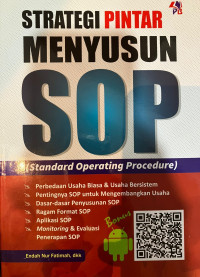 STRATEGI PINTAR
MENYUSUN
SOP
(Standard Operating Procedure)
Perbedaan Usaha Biasa & Usaha Bersistem
Pentingnya SOP untuk Mengembangkan Usaha
Dasar-dasar Penyusunan SOP
Ragam Format SOP
Aplikasi SOP
Monitoring & Evaluasi
Penerapan SOP
Bonus
Endah Nur Fatimah, dkk